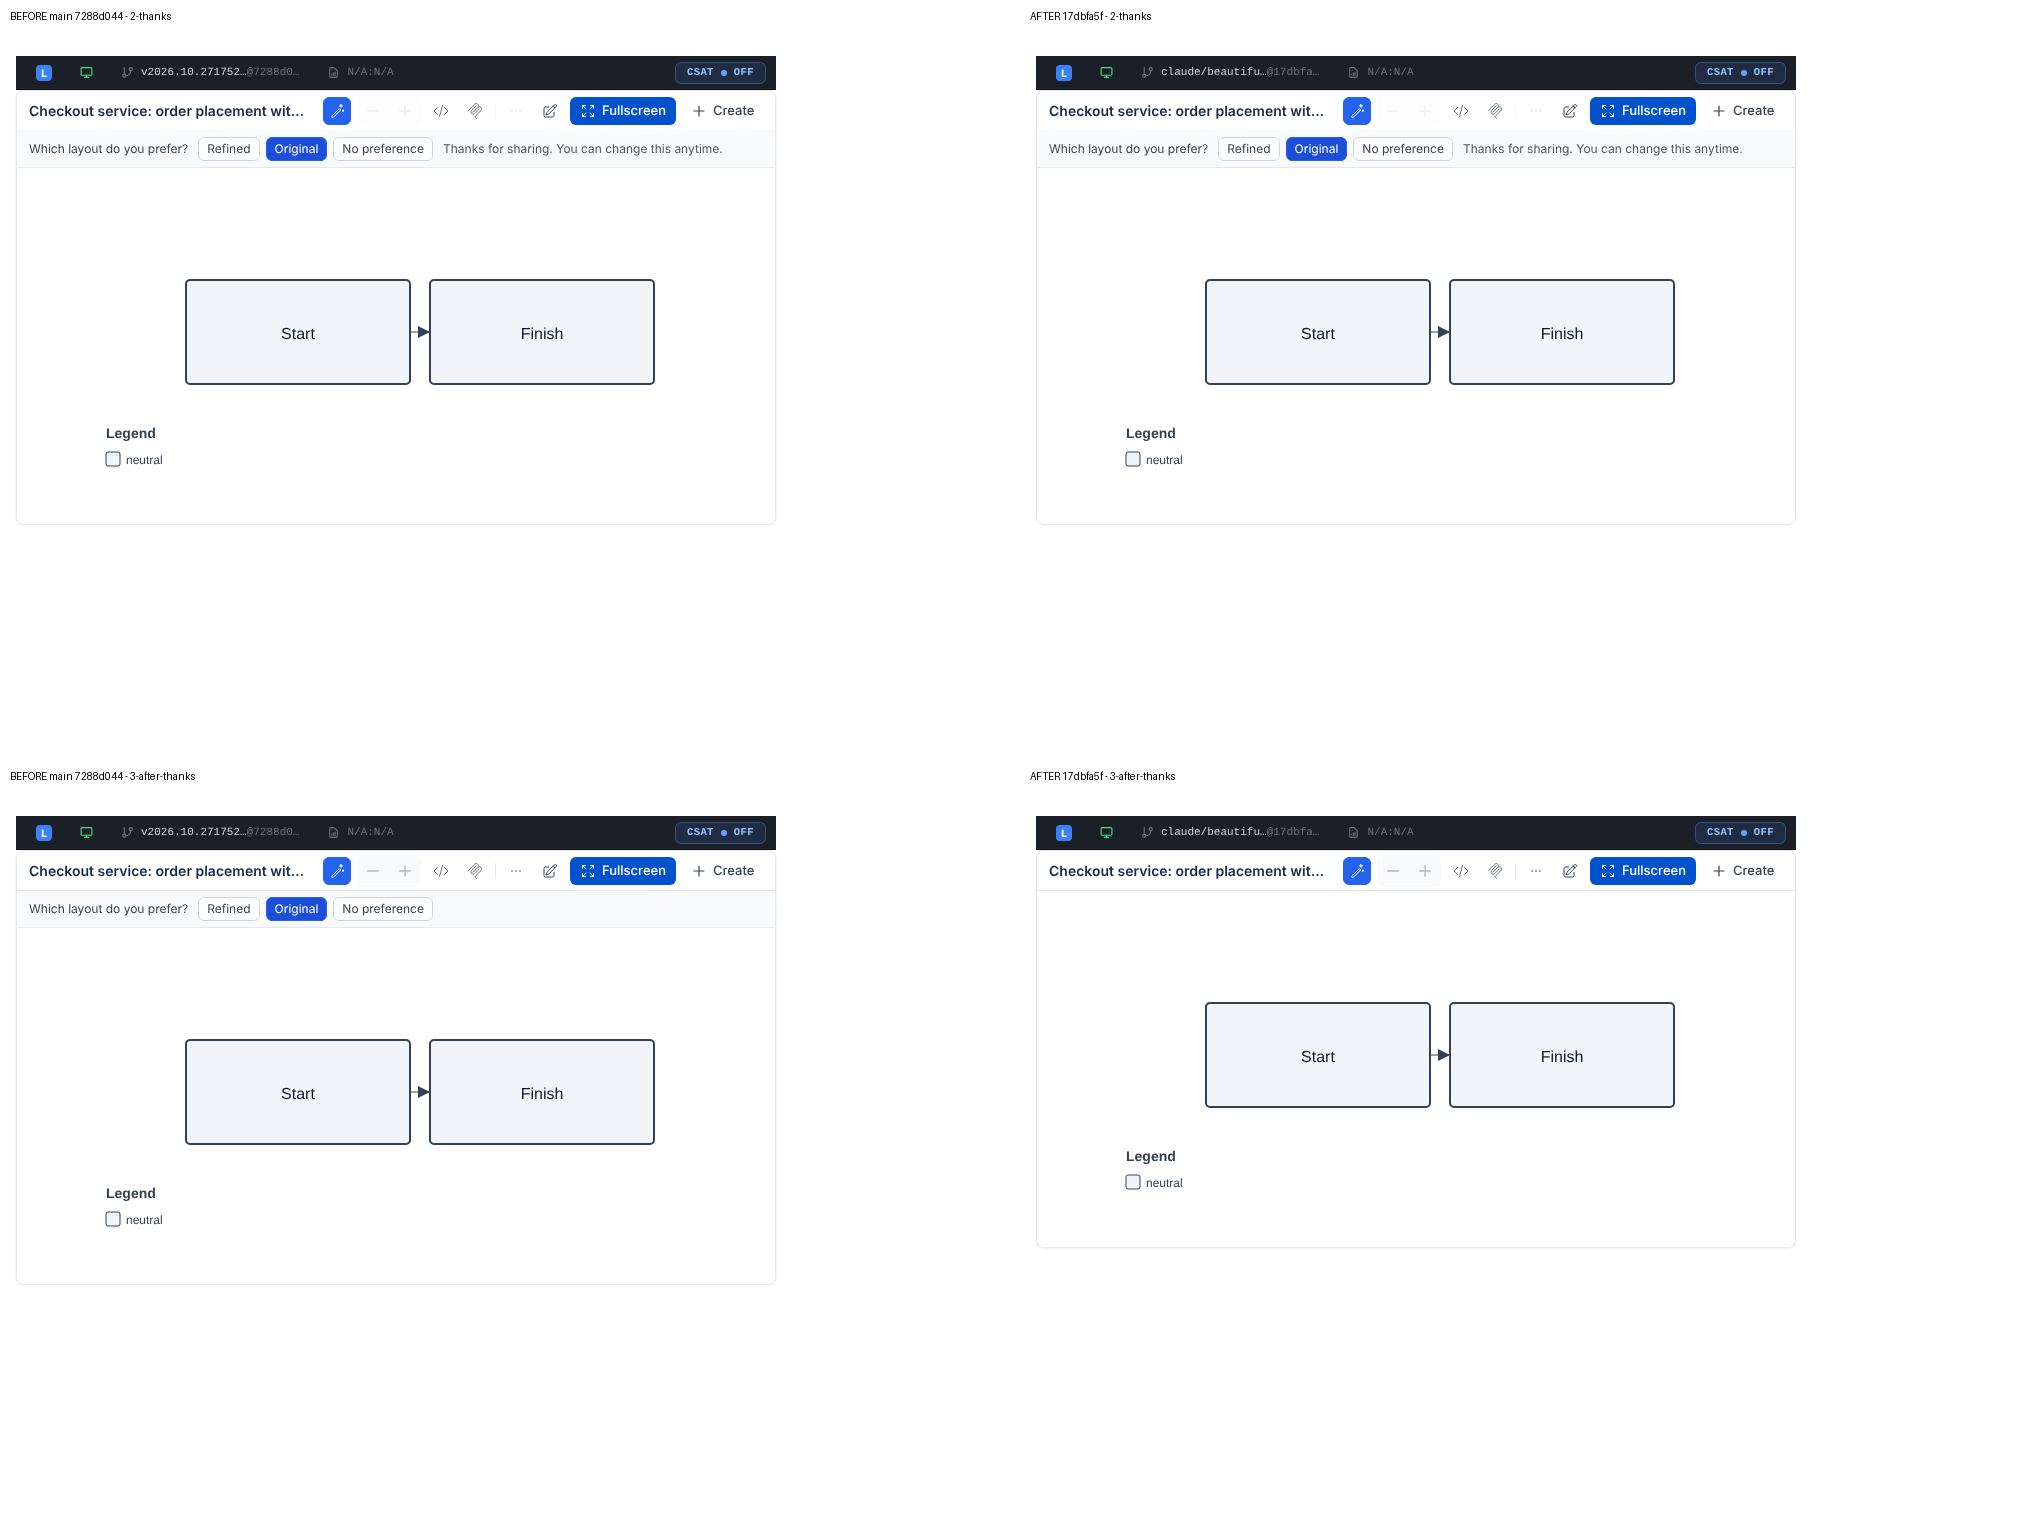 BEFORE main 7288d044 - 2-thanks
L v2026.10.271752…@7288d0… N/A:N/A CSAT OFF
Checkout service: order placement wit… Fullscreen Create
Which layout do you prefer? Refined Original No preference Thanks for sharing. You can change this anytime.
Start Finish
Legend
neutral
AFTER 17dbfa5f - 2-thanks
L claude/beautifu…@17dbfa… N/A:N/A CSAT OFF
Checkout service: order placement wit… Fullscreen Create
Which layout do you prefer? Refined Original No preference Thanks for sharing. You can change this anytime.
Start Finish
Legend
neutral
BEFORE main 7288d044 - 3-after-thanks
L v2026.10.271752…@7288d0… N/A:N/A CSAT OFF
Checkout service: order placement wit… Fullscreen Create
Which layout do you prefer? Refined Original No preference
Start Finish
Legend
neutral
AFTER 17dbfa5f - 3-after-thanks
L claude/beautifu…@17dbfa… N/A:N/A CSAT OFF
Checkout service: order placement wit… Fullscreen Create
Start Finish
Legend
neutral